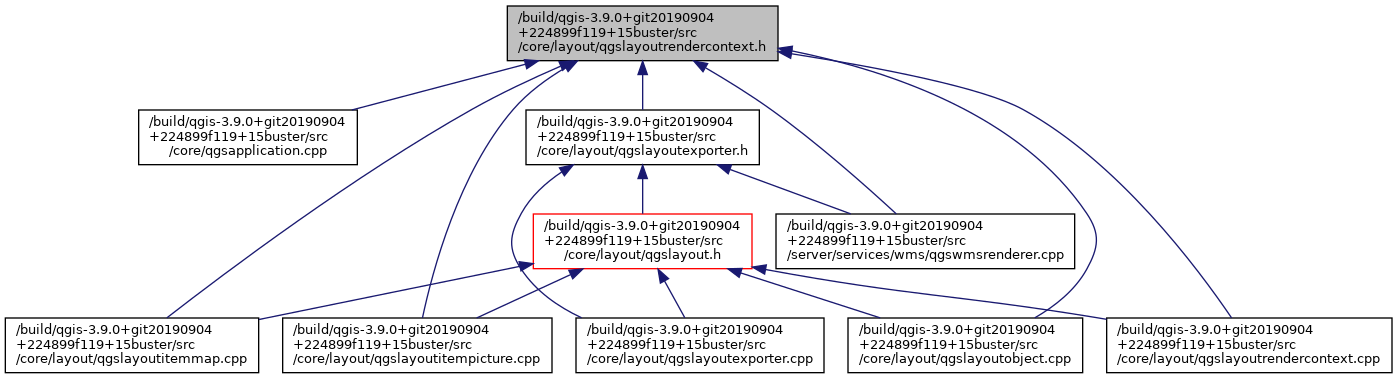 /build/qgis-3.9.0+git20190904
+224899f119+15buster/src
/core/layout/qgslayoutrendercontext.h
/build/qgis-3.9.0+git20190904
+224899f119+15buster/src
/core/qgsapplication.cpp
/build/qgis-3.9.0+git20190904
+224899f119+15buster/src
/core/layout/qgslayoutexporter.h
/build/qgis-3.9.0+git20190904
+224899f119+15buster/src
/core/layout/qgslayout.h
/build/qgis-3.9.0+git20190904
+224899f119+15buster/src
/server/services/wms/qgswmsrenderer.cpp
/build/qgis-3.9.0+git20190904
+224899f119+15buster/src
/core/layout/qgslayoutitemmap.cpp
/build/qgis-3.9.0+git20190904
+224899f119+15buster/src
/core/layout/qgslayoutitempicture.cpp
/build/qgis-3.9.0+git20190904
+224899f119+15buster/src
/core/layout/qgslayoutexporter.cpp
/build/qgis-3.9.0+git20190904
+224899f119+15buster/src
/core/layout/qgslayoutobject.cpp
/build/qgis-3.9.0+git20190904
+224899f119+15buster/src
/core/layout/qgslayoutrendercontext.cpp